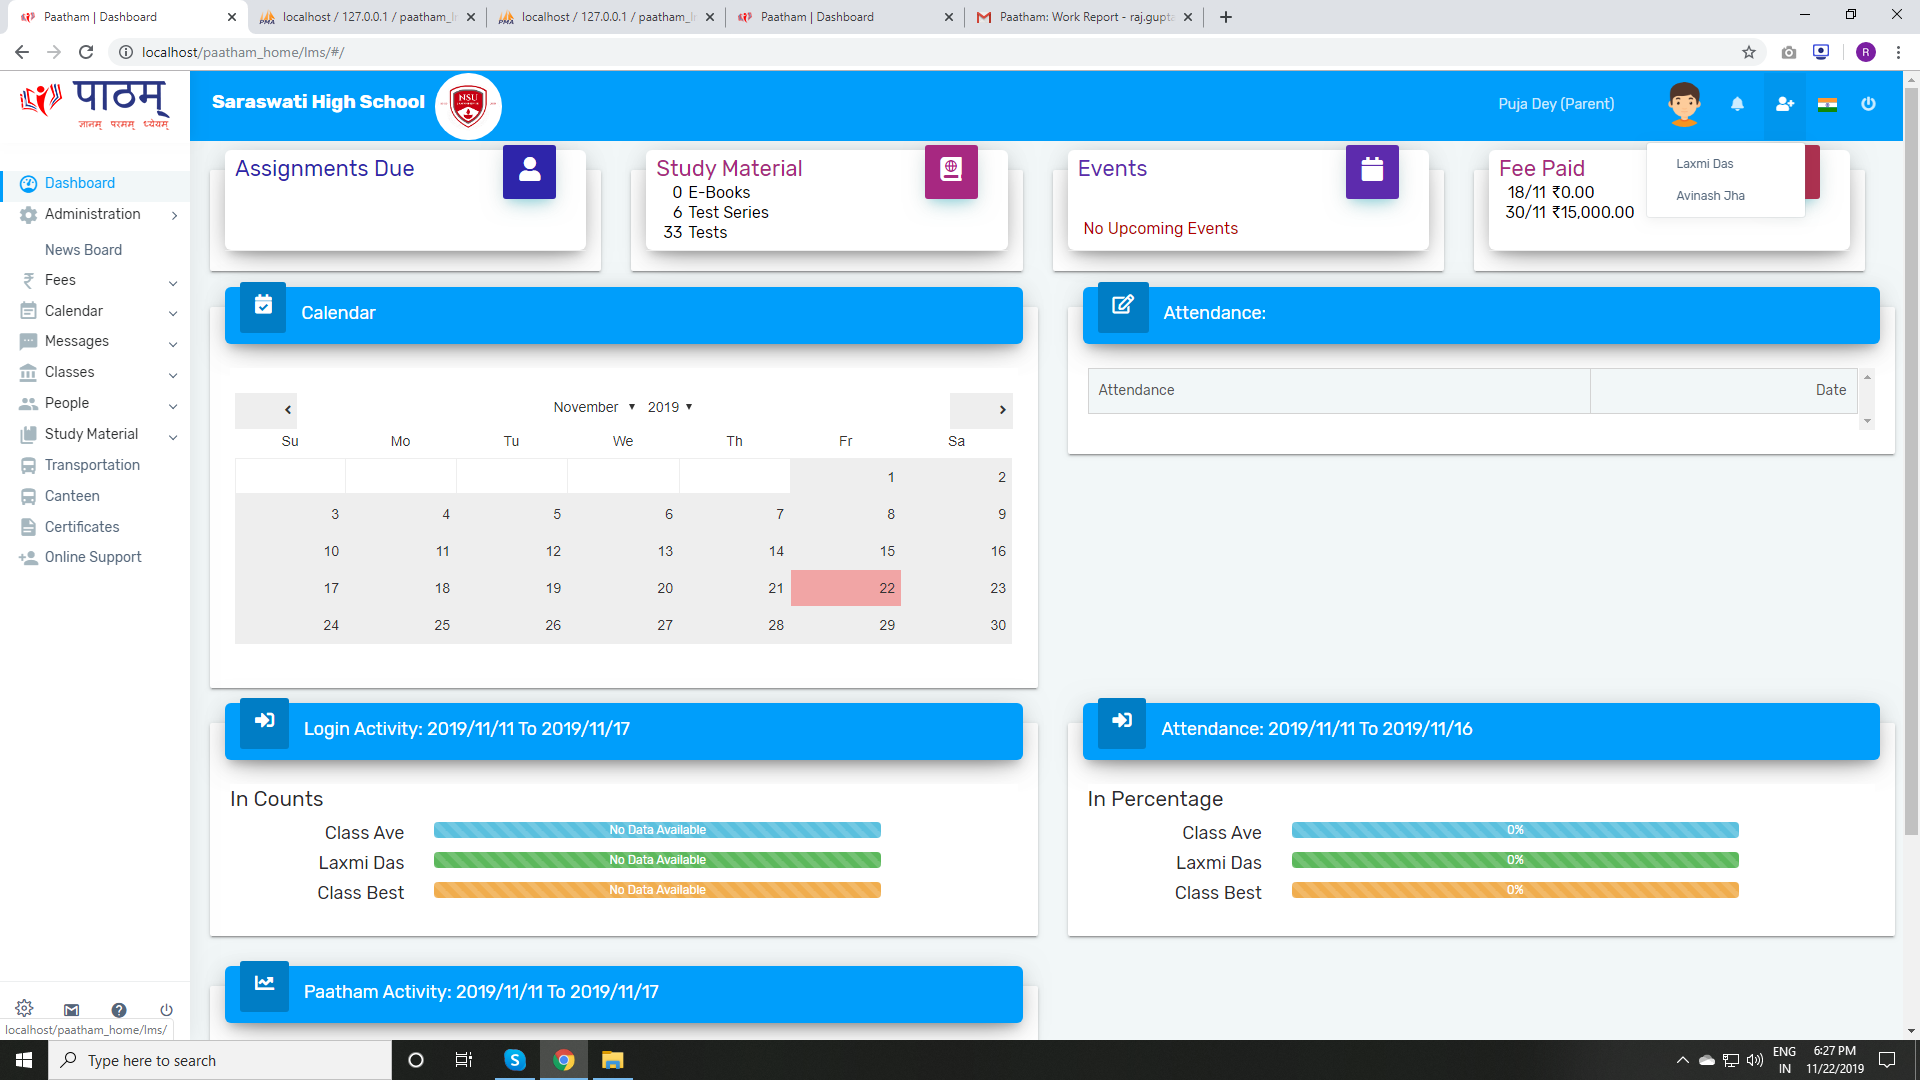 Paatham | Dashboard
localhost / 127.0.0.1 / paatham_l
localhost / 127.0.0.1 / paatham_l
Paatham | Dashboard
Paatham: Work Report - raj.gupta
localhost/paatham_home/lms/#/
R
पाठम्
ज्ञानम् परमम् ध्येयम्
Saraswati High School
NSU
Puja Dey (Parent)
Laxmi Das
Avinash Jha
Dashboard
Administration
News Board
Fees
Calendar
Messages
Classes
People
Study Material
Transportation
Canteen
Certificates
Online Support
Assignments Due
Study Material
0 E-Books
6 Test Series
33 Tests
Events
No Upcoming Events
Fee Paid
18/11 ₹0.00
30/11 ₹15,000.00
Calendar
November 2019
Su Mo Tu We Th Fr Sa
1 2
3 4 5 6 7 8 9
10 11 12 13 14 15 16
17 18 19 20 21 22 23
24 25 26 27 28 29 30
Attendance:
Attendance Date
Login Activity: 2019/11/11 To 2019/11/17
In Counts
Class Ave No Data Available
Laxmi Das No Data Available
Class Best No Data Available
Attendance: 2019/11/11 To 2019/11/16
In Percentage
Class Ave 0%
Laxmi Das 0%
Class Best 0%
Paatham Activity: 2019/11/11 To 2019/11/17
localhost/paatham_home/lms/
Type here to search
ENG
IN
6:27 PM
11/22/2019